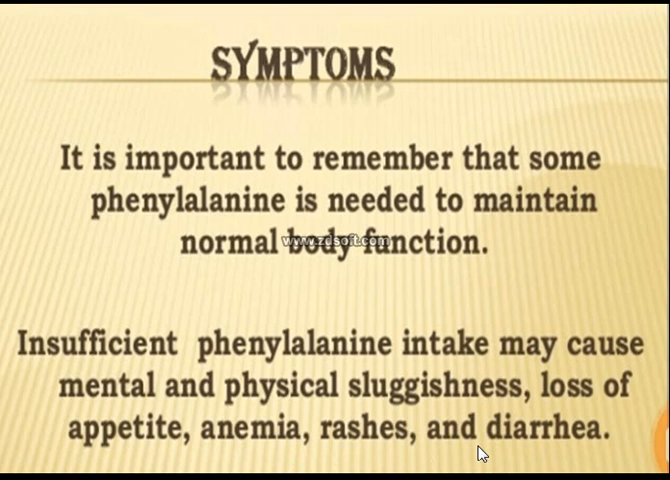 SYMPTOMS
It is important to remember that some
phenylalanine is needed to maintain
normal body function.
www.zdsoft.com
Insufficient phenylalanine intake may cause
mental and physical sluggishness, loss of
appetite, anemia, rashes, and diarrhea.